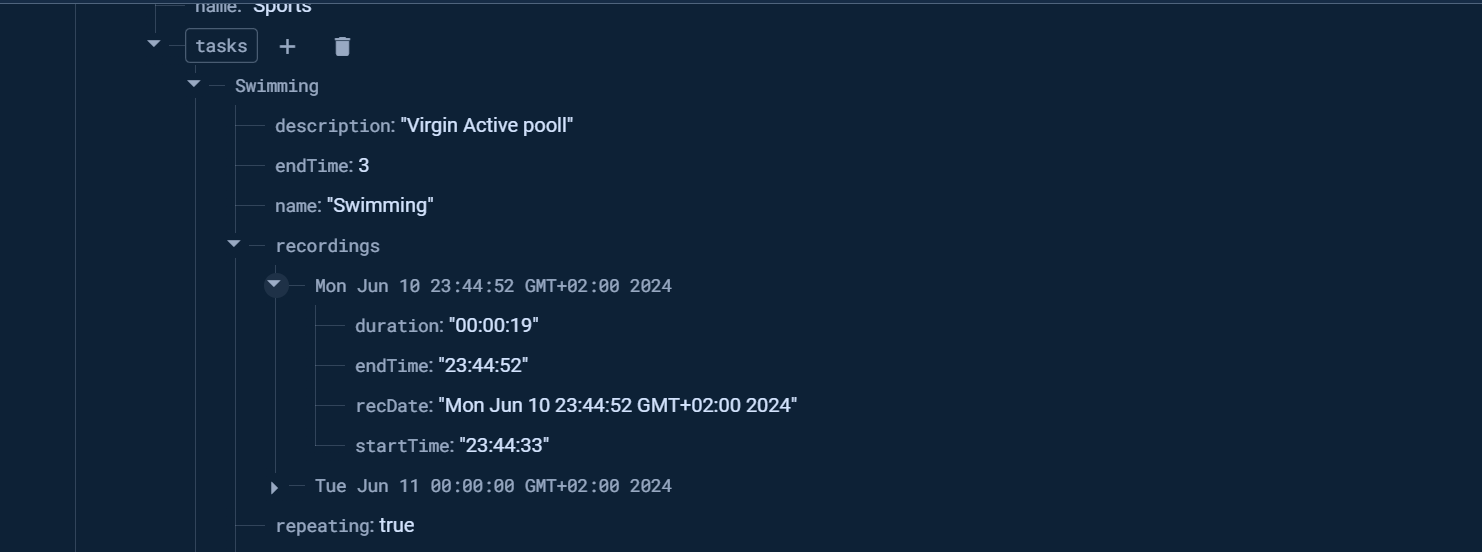 name: "Sports"
tasks +
Swimming
description: "Virgin Active pooll"
endTime: 3
name: "Swimming"
recordings
Mon Jun 10 23:44:52 GMT+02:00 2024
duration: "00:00:19"
endTime: "23:44:52"
recDate: "Mon Jun 10 23:44:52 GMT+02:00 2024"
startTime: "23:44:33"
Tue Jun 11 00:00:00 GMT+02:00 2024
repeating: true